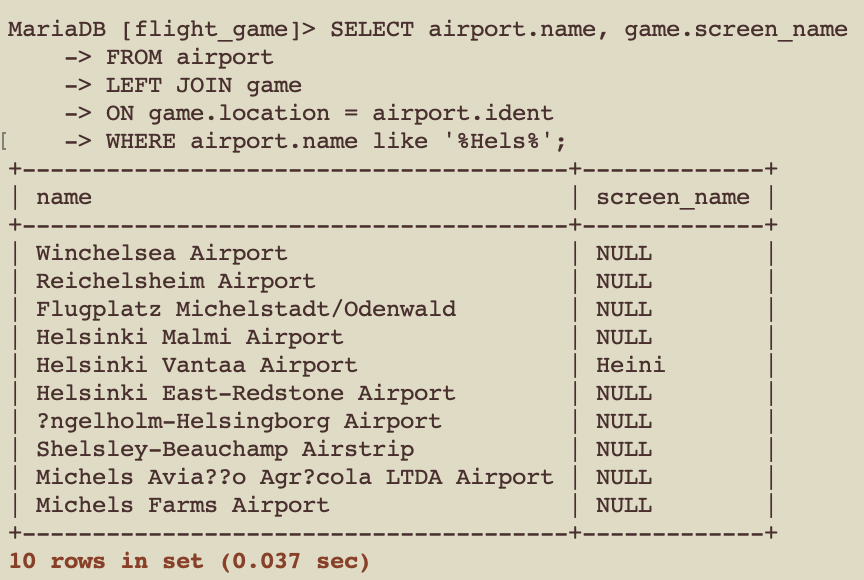 MariaDB [flight_game]> SELECT airport.name, game.screen_name
    -> FROM airport
    -> LEFT JOIN game
    -> ON game.location = airport.ident
[    -> WHERE airport.name like '%Hels%';
+---------------------------------------+-------------+
| name                                  | screen_name |
+---------------------------------------+-------------+
| Winchelsea Airport                    | NULL        |
| Reichelsheim Airport                  | NULL        |
| Flugplatz Michelstadt/Odenwald        | NULL        |
| Helsinki Malmi Airport                | NULL        |
| Helsinki Vantaa Airport               | Heini       |
| Helsinki East-Redstone Airport        | NULL        |
| ?ngelholm-Helsingborg Airport         | NULL        |
| Shelsley-Beauchamp Airstrip           | NULL        |
| Michels Avia??o Agr?cola LTDA Airport | NULL        |
| Michels Farms Airport                 | NULL        |
+---------------------------------------+-------------+
10 rows in set (0.037 sec)